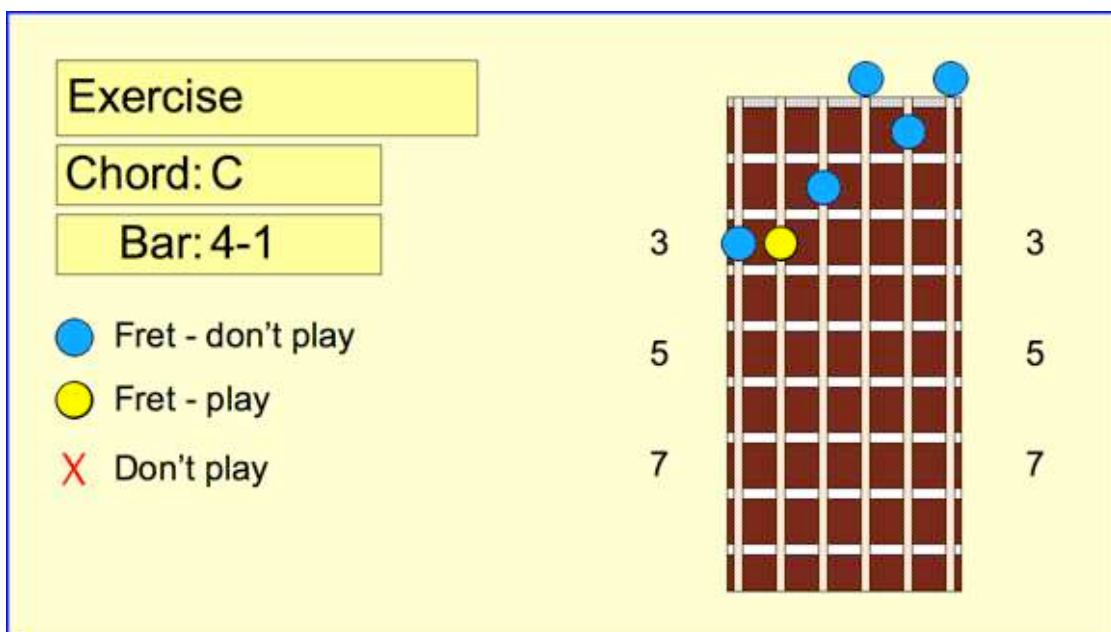 Exercise
Chord: C
Bar: 4-1
Fret - don't play
Fret - play
X Don't play
3 3
5 5
7 7